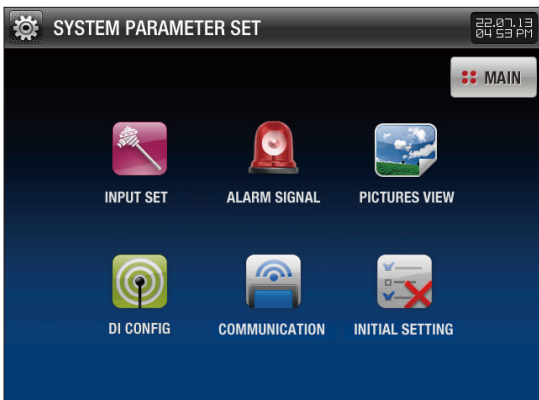 SYSTEM PARAMETER SET
22.07.13
04 53 PM
MAIN
INPUT SET
ALARM SIGNAL
PICTURES VIEW
DI CONFIG
COMMUNICATION
INITIAL SETTING